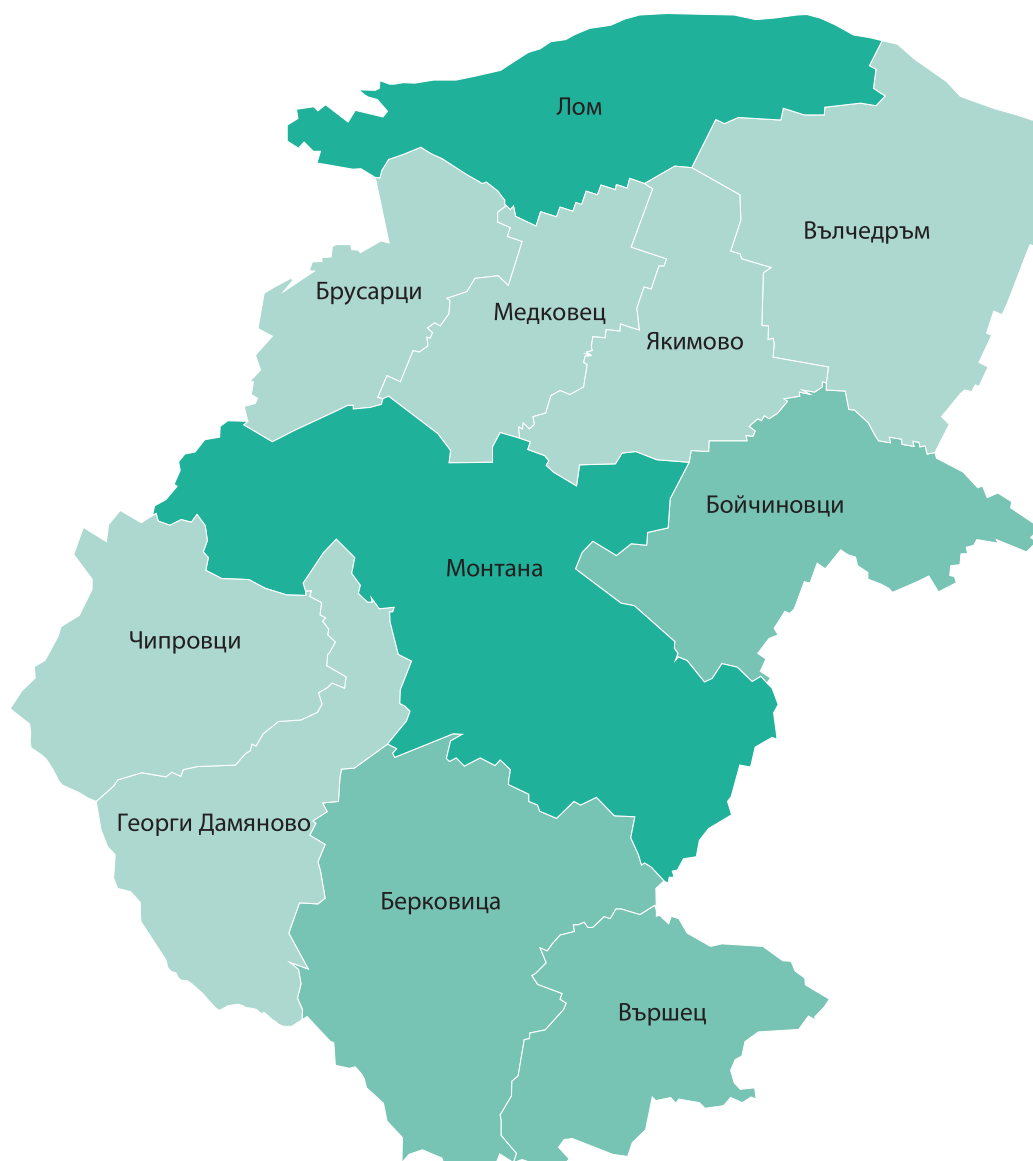 Лом
Вълчедръм
Брусарци
Медковец
Якимово
Бойчиновци
Монтана
Чипровци
Георги Дамяново
Берковица
Вършец